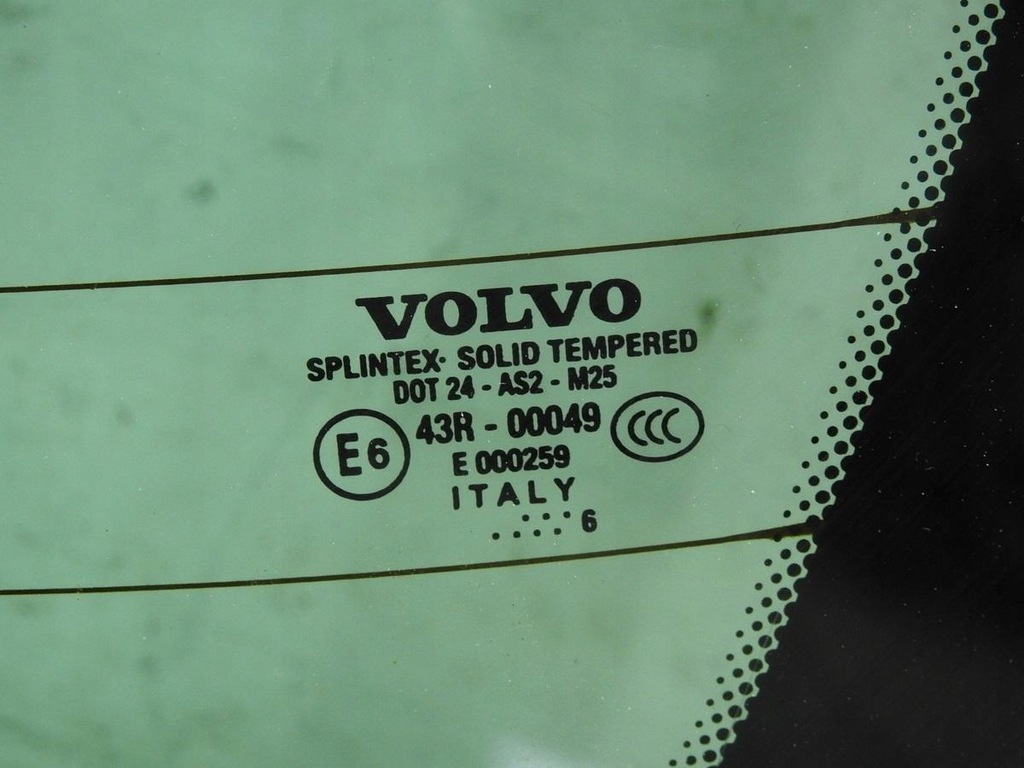 VOLVO
SPLINTEX· SOLID TEMPERED
DOT 24 - AS2 - M25
E6 43R - 00049 CCC
E 000259
ITALY
6